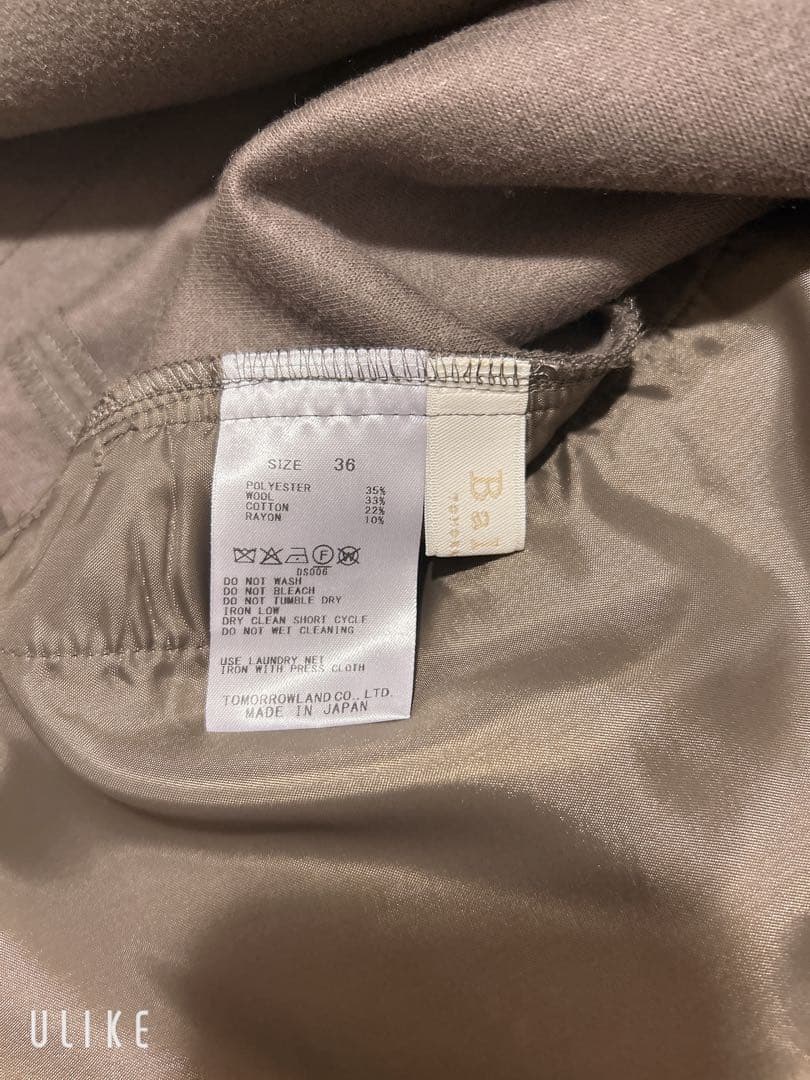 SIZE 36
POLYESTER 35%
WOOL 33%
COTTON 22%
RAYON 10%
DS006
DO NOT WASH
DO NOT BLEACH
DO NOT TUMBLE DRY
IRON LOW
DRY CLEAN SHORT CYCLE
DO NOT WET CLEANING
USE LAUNDRY NET
IRON WITH PRESS CLOTH
TOMORROWLAND CO., LTD.
MADE IN JAPAN
Bal
ULIKE